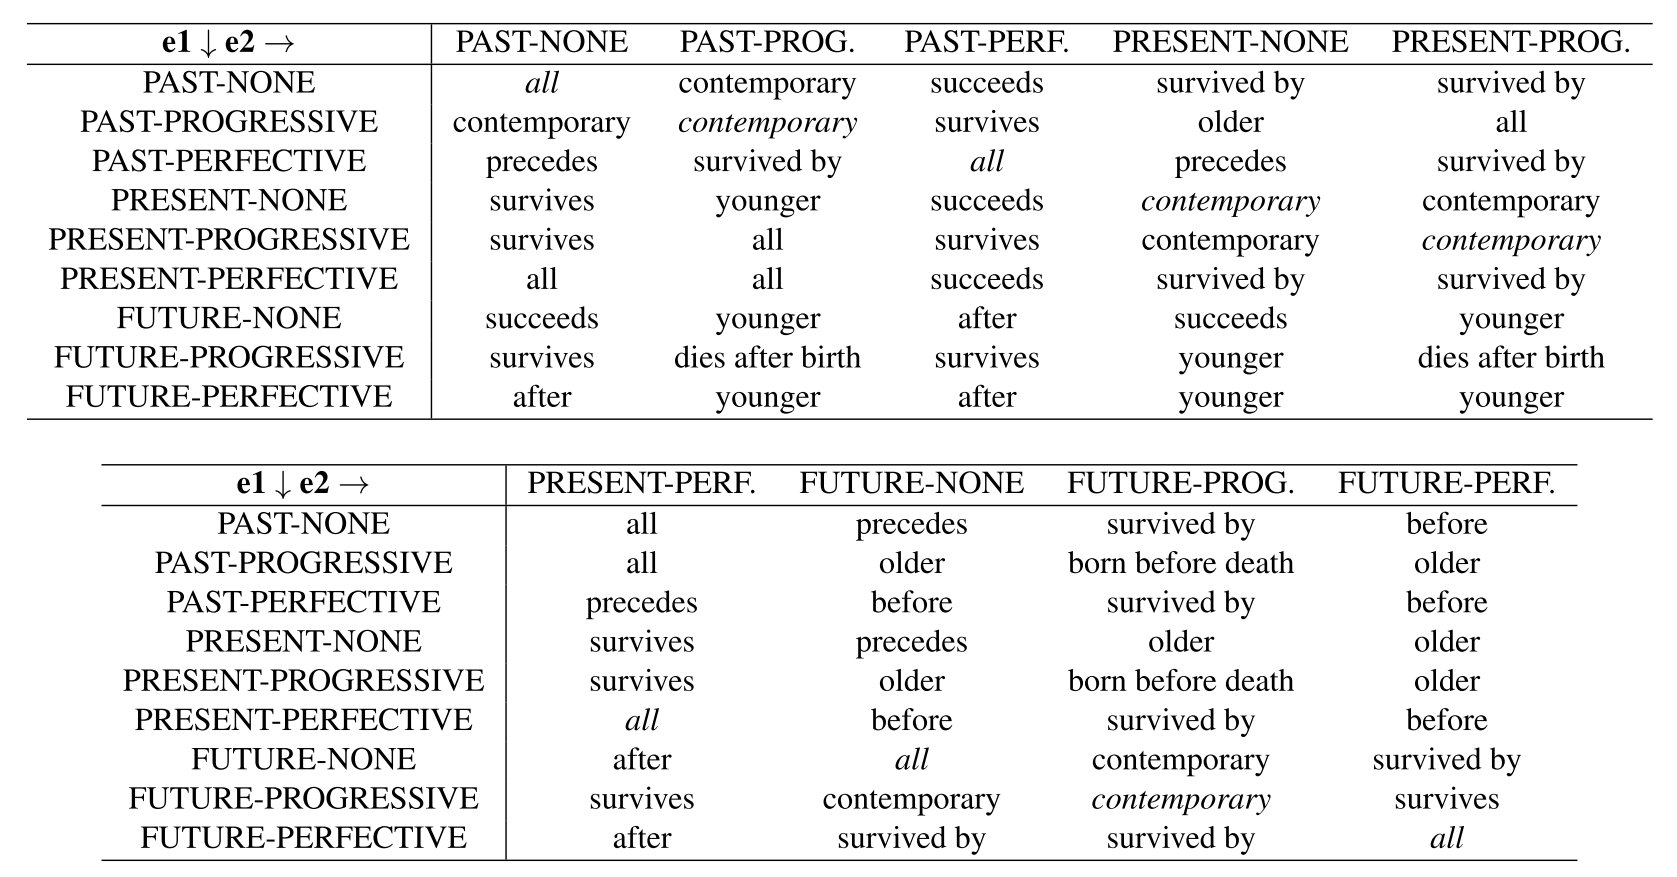 e1 ↓ e2 → PAST-NONE PAST-PROG. PAST-PERF. PRESENT-NONE PRESENT-PROG.
PAST-NONE all contemporary succeeds survived by survived by
PAST-PROGRESSIVE contemporary contemporary survives older all
PAST-PERFECTIVE precedes survived by all precedes survived by
PRESENT-NONE survives younger succeeds contemporary contemporary
PRESENT-PROGRESSIVE survives all survives contemporary contemporary
PRESENT-PERFECTIVE all all succeeds survived by survived by
FUTURE-NONE succeeds younger after succeeds younger
FUTURE-PROGRESSIVE survives dies after birth survives younger dies after birth
FUTURE-PERFECTIVE after younger after younger younger
e1 ↓ e2 → PRESENT-PERF. FUTURE-NONE FUTURE-PROG. FUTURE-PERF.
PAST-NONE all precedes survived by before
PAST-PROGRESSIVE all older born before death older
PAST-PERFECTIVE precedes before survived by before
PRESENT-NONE survives precedes older older
PRESENT-PROGRESSIVE survives older born before death older
PRESENT-PERFECTIVE all before survived by before
FUTURE-NONE after all contemporary survived by
FUTURE-PROGRESSIVE survives contemporary contemporary survives
FUTURE-PERFECTIVE after survived by survived by all